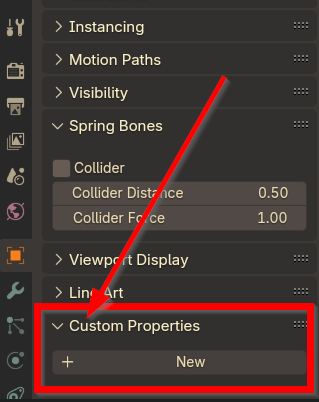 Instancing
Motion Paths
Visibility
Spring Bones
Collider
Collider Distance 0.50
Collider Force 1.00
Viewport Display
Line Art
Custom Properties
New